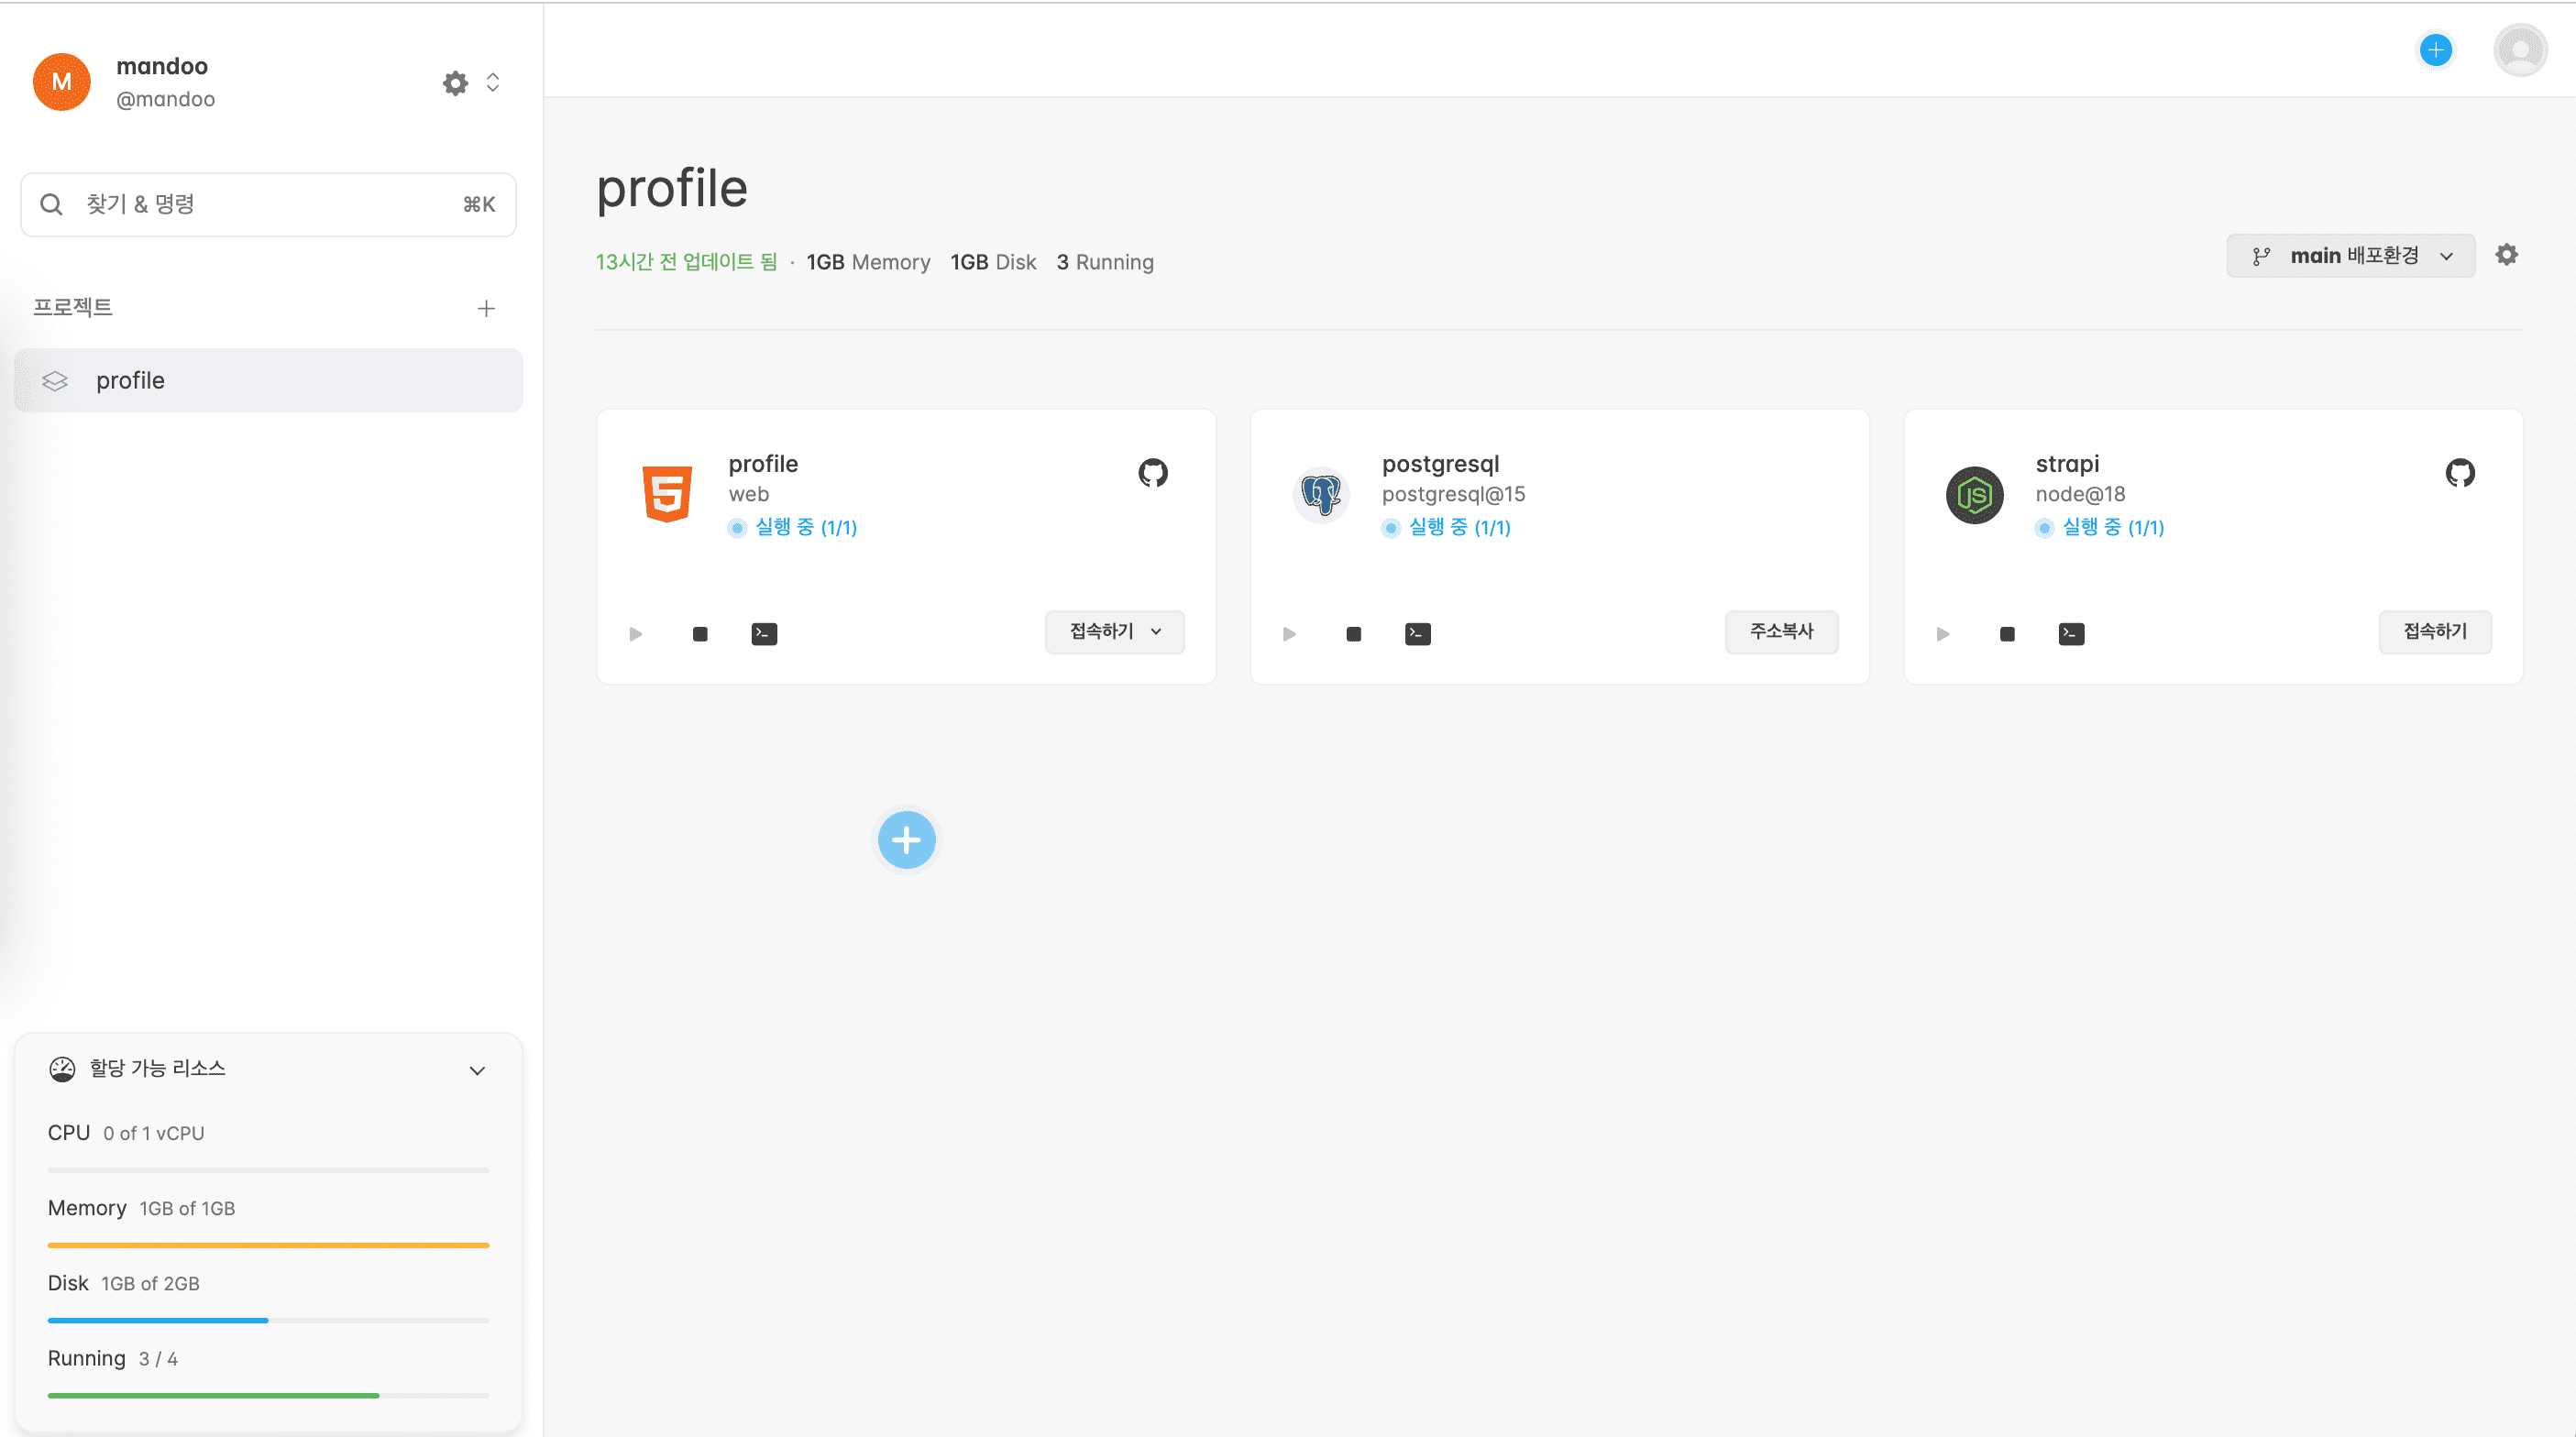 M
mandoo
@mandoo
찾기 & 명령 ⌘K
프로젝트
profile
할당 가능 리소스
CPU 0 of 1 vCPU
Memory 1GB of 1GB
Disk 1GB of 2GB
Running 3 / 4
profile
13시간 전 업데이트 됨 · 1GB Memory 1GB Disk 3 Running
main 배포환경
profile
web
실행 중 (1/1)
접속하기
postgresql
postgresql@15
실행 중 (1/1)
주소복사
strapi
node@18
실행 중 (1/1)
접속하기